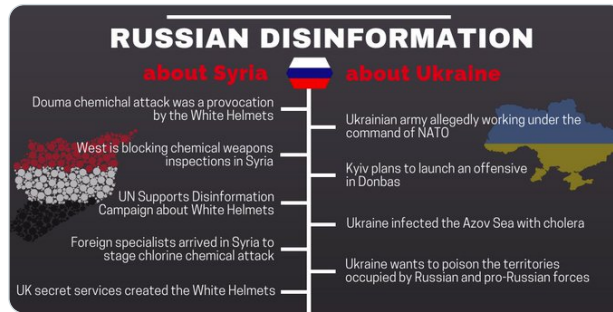 RUSSIAN DISINFORMATION
about Syria
Douma chemichal attack was a provocation
by the White Helmets
West is blocking chemical weapons
inspections in Syria
UN Supports Disinformation
Campaign about White Helmets
Foreign specialists arrived in Syria to
stage chlorine chemical attack
UK secret services created the White Helmets
about Ukraine
Ukrainian army allegedly working under the
command of NATO
Kyiv plans to launch an offensive
in Donbas
Ukraine infected the Azov Sea with cholera
Ukraine wants to poison the territories
occupied by Russian and pro-Russian forces